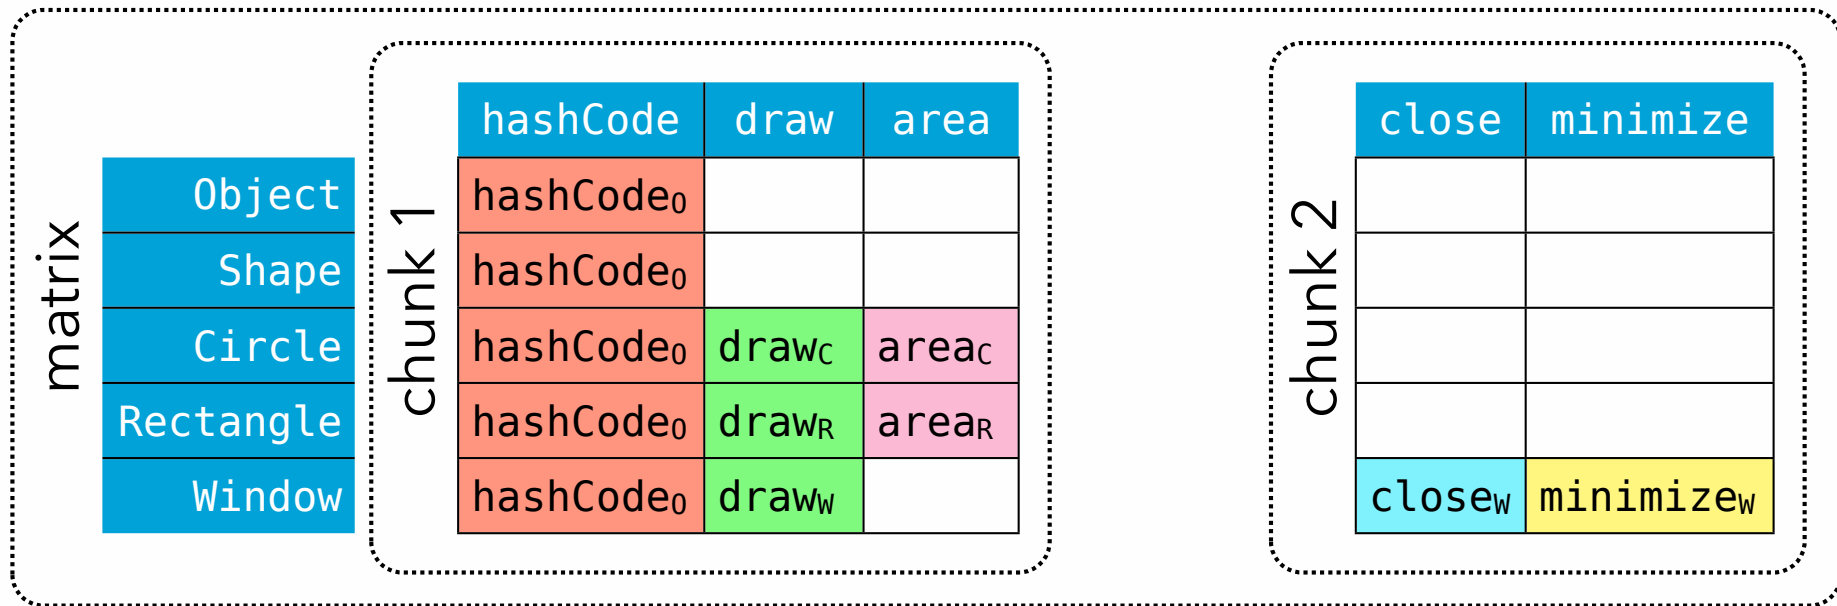 matrix
chunk 1
chunk 2
hashCode draw area close minimize
Object hashCodeO
Shape hashCodeO
Circle hashCodeO drawC areaC
Rectangle hashCodeO drawR areaR
Window hashCodeO drawW closeW minimizeW